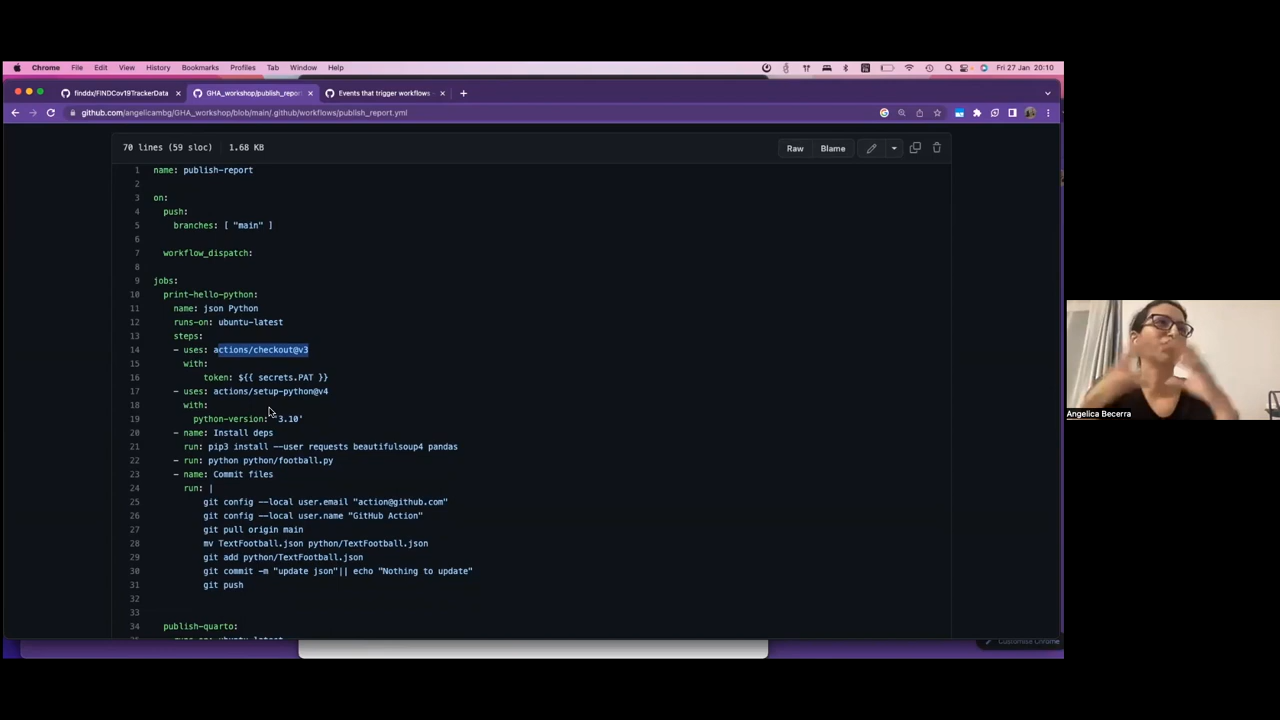 Chrome File Edit View History Bookmarks Profiles Tab Window Help Fri 27 Jan 20:10
finddx/FINDCov19TrackerData GHA_workshop/publish_repor Events that trigger workflows
github.com/angelicambg/GHA_workshop/blob/main/.github/workflows/publish_report.yml
70 lines (59 sloc) 1.68 KB Raw Blame
1 name: publish-report
2
3 on:
4 push:
5 branches: [ "main" ]
6
7 workflow_dispatch:
8
9 jobs:
10 print-hello-python:
11 name: json Python
12 runs-on: ubuntu-latest
13 steps:
14 - uses: actions/checkout@v3
15 with:
16 token: ${{ secrets.PAT }}
17 - uses: actions/setup-python@v4
18 with:
19 python-version: '3.10'
20 - name: Install deps
21 run: pip3 install --user requests beautifulsoup4 pandas
22 - run: python python/football.py
23 - name: Commit files
24 run: |
25 git config --local user.email "action@github.com"
26 git config --local user.name "GitHub Action"
27 git pull origin main
28 mv TextFootball.json python/TextFootball.json
29 git add python/TextFootball.json
30 git commit -m "update json"|| echo "Nothing to update"
31 git push
32
33
34 publish-quarto:
Customise Chrome
Angelica Becerra